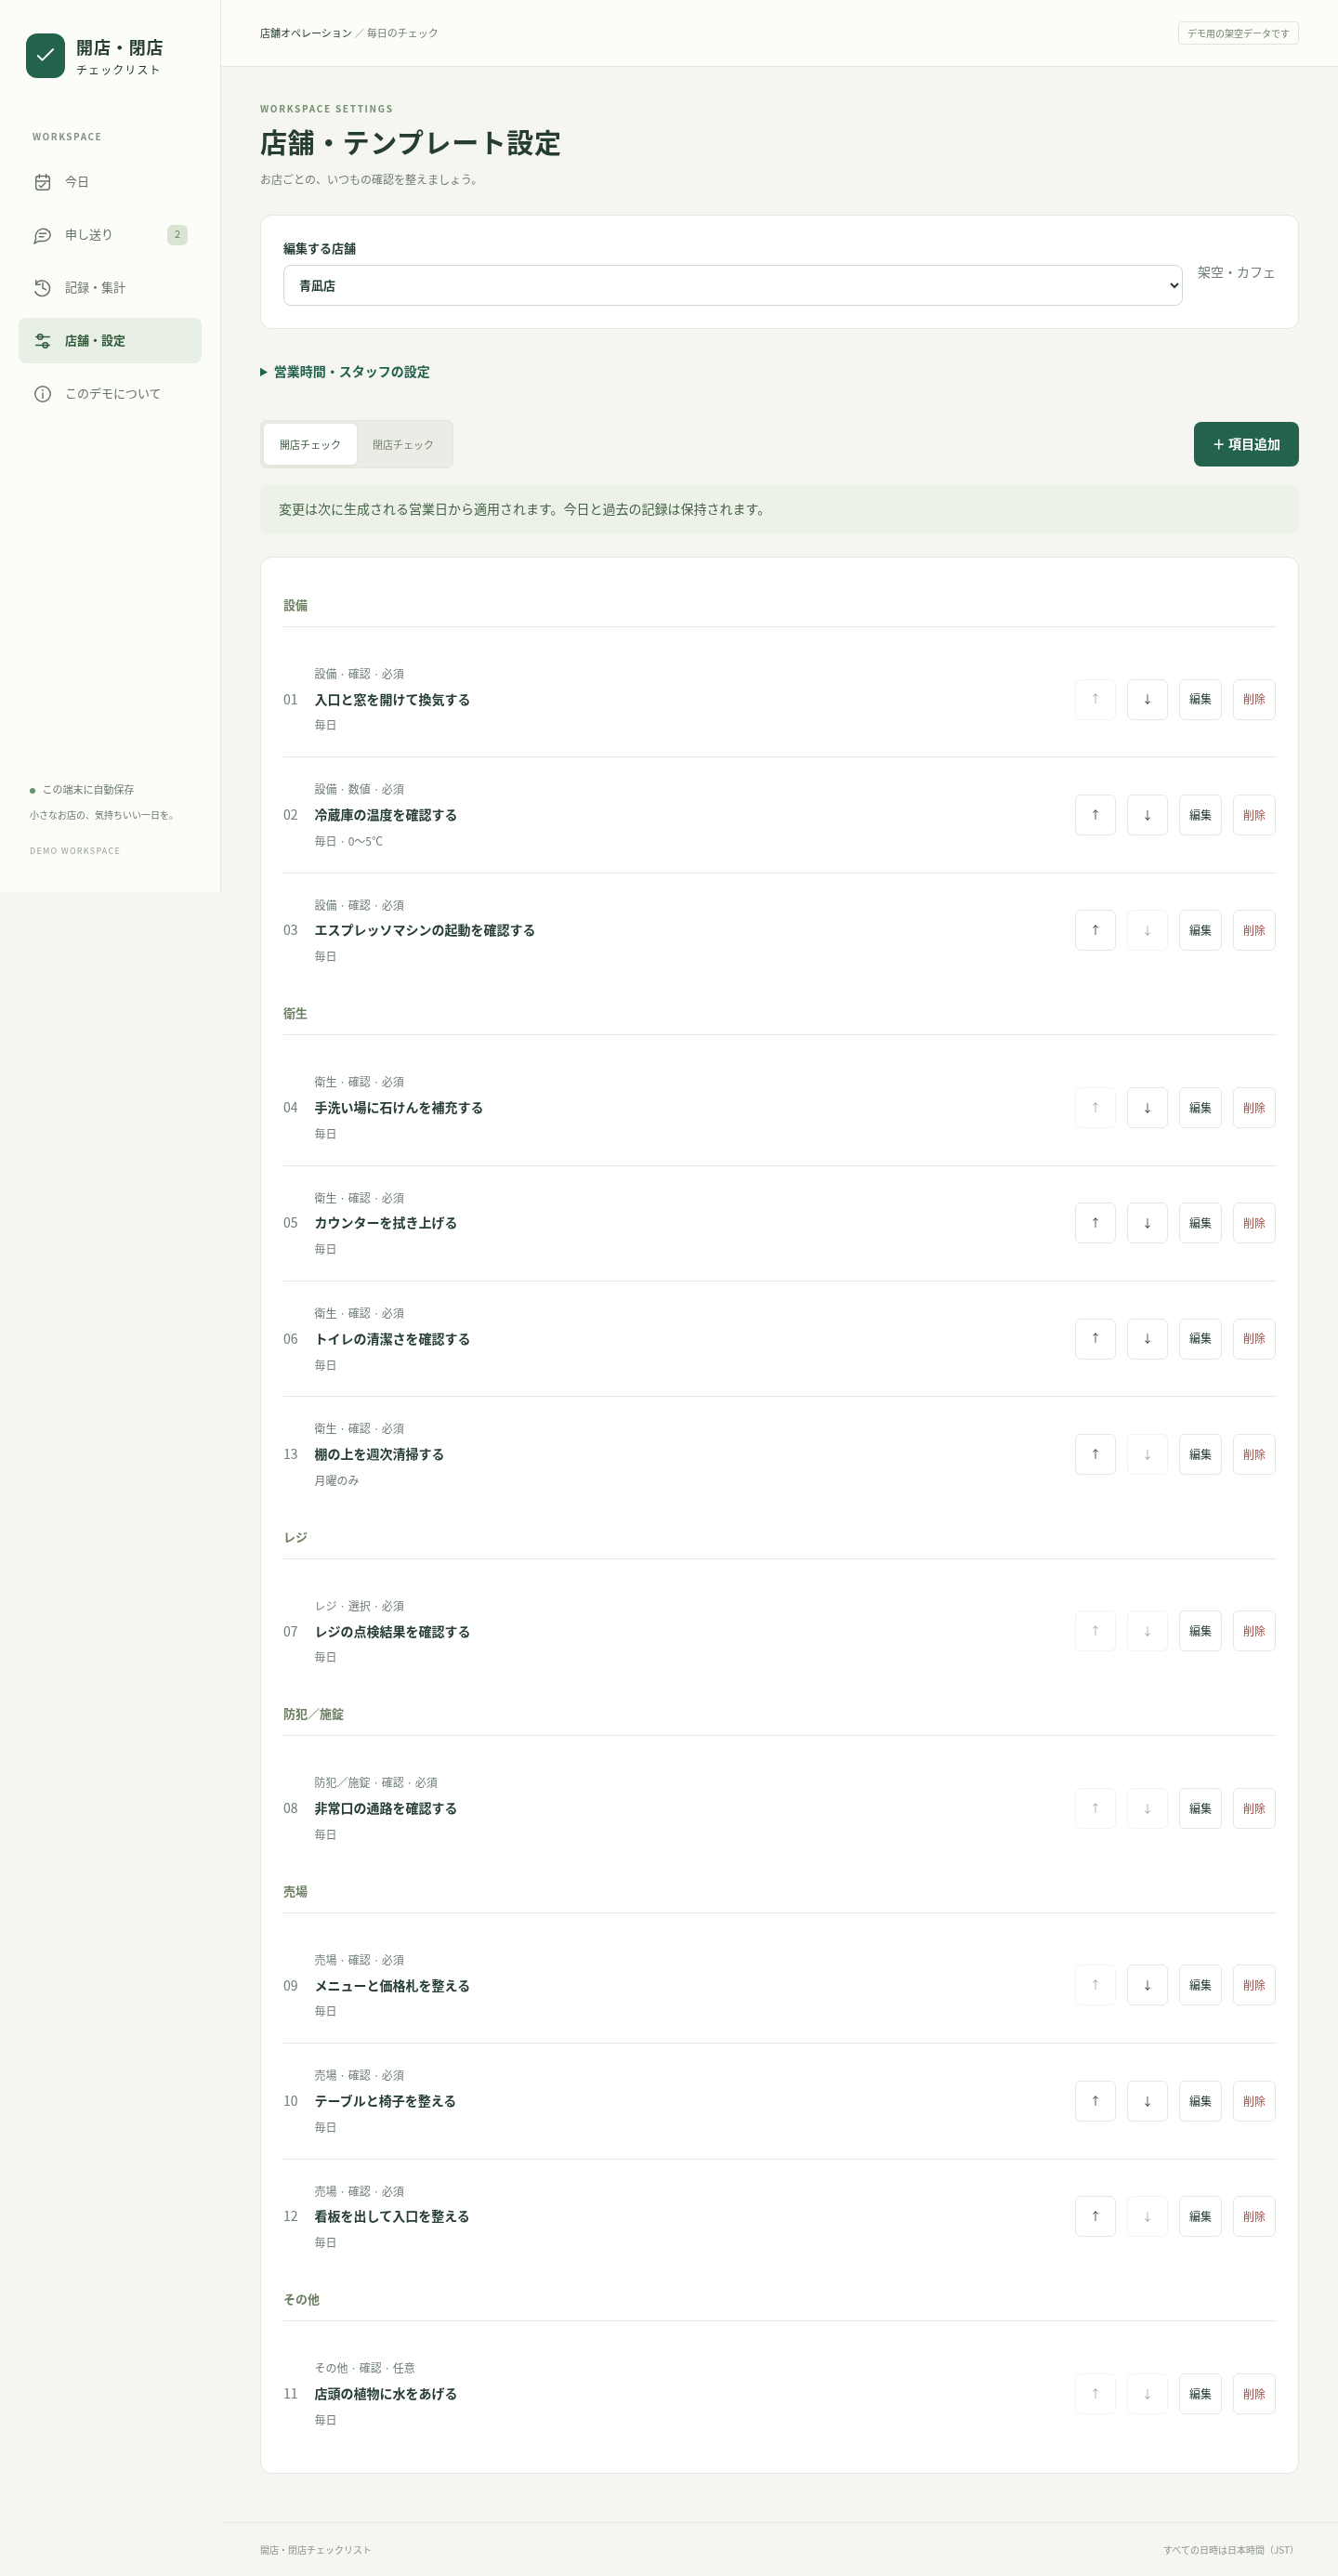 開店・閉店
チェックリスト
WORKSPACE
今日
申し送り 2
記録・集計
店舗・設定
このデモについて
この端末に自動保存
小さなお店の、気持ちいい一日を。
DEMO WORKSPACE
店舗オペレーション ／ 毎日のチェック
デモ用の架空データです
WORKSPACE SETTINGS
店舗・テンプレート設定
お店ごとの、いつもの確認を整えましょう。
編集する店舗
青凪店
架空・カフェ
▶ 営業時間・スタッフの設定
開店チェック 閉店チェック
＋ 項目追加
変更は次に生成される営業日から適用されます。今日と過去の記録は保持されます。
設備
設備 · 確認 · 必須
01 入口と窓を開けて換気する ↑ ↓ 編集 削除
毎日
設備 · 数値 · 必須
02 冷蔵庫の温度を確認する ↑ ↓ 編集 削除
毎日 · 0〜5℃
設備 · 確認 · 必須
03 エスプレッソマシンの起動を確認する ↑ ↓ 編集 削除
毎日
衛生
衛生 · 確認 · 必須
04 手洗い場に石けんを補充する ↑ ↓ 編集 削除
毎日
衛生 · 確認 · 必須
05 カウンターを拭き上げる ↑ ↓ 編集 削除
毎日
衛生 · 確認 · 必須
06 トイレの清潔さを確認する ↑ ↓ 編集 削除
毎日
衛生 · 確認 · 必須
13 棚の上を週次清掃する ↑ ↓ 編集 削除
月曜のみ
レジ
レジ · 選択 · 必須
07 レジの点検結果を確認する ↑ ↓ 編集 削除
毎日
防犯／施錠
防犯／施錠 · 確認 · 必須
08 非常口の通路を確認する ↑ ↓ 編集 削除
毎日
売場
売場 · 確認 · 必須
09 メニューと価格札を整える ↑ ↓ 編集 削除
毎日
売場 · 確認 · 必須
10 テーブルと椅子を整える ↑ ↓ 編集 削除
毎日
売場 · 確認 · 必須
12 看板を出して入口を整える ↑ ↓ 編集 削除
毎日
その他
その他 · 確認 · 任意
11 店頭の植物に水をあげる ↑ ↓ 編集 削除
毎日
開店・閉店チェックリスト
すべての日時は日本時間（JST）